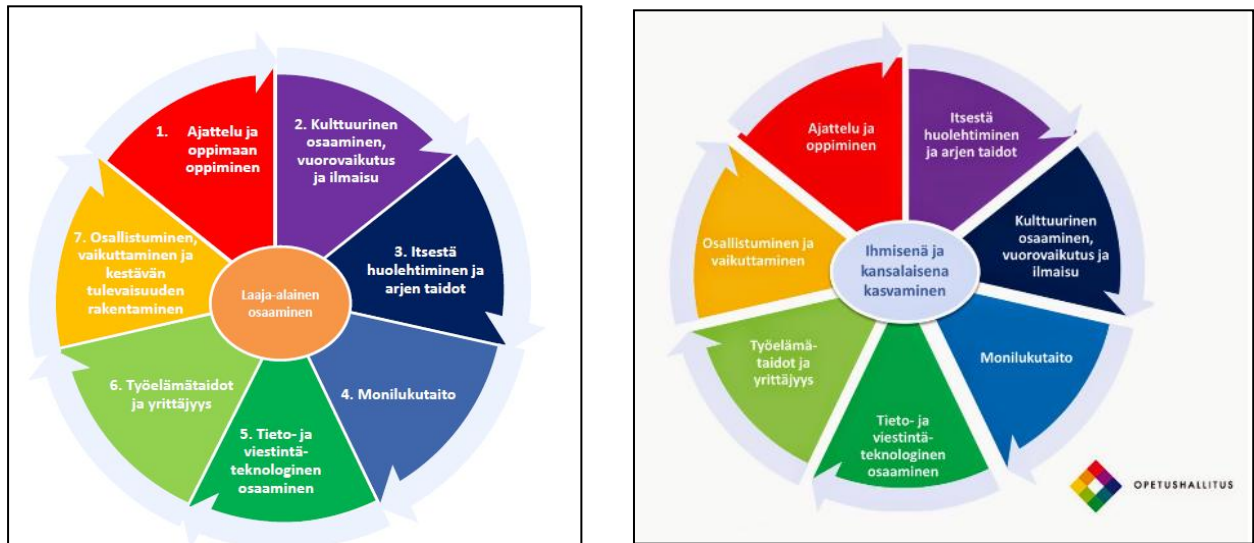 1. Ajattelu ja
oppimaan
oppiminen
2. Kulttuurinen
osaaminen,
vuorovaikutus
ja ilmaisu
3. Itsestä
huolehtiminen ja
arjen taidot
4. Monilukutaito
5. Tieto- ja
viestintä-
teknologinen
osaaminen
6. Työelämätaidot
ja yrittäjyys
7. Osallistuminen,
vaikuttaminen ja
kestävän
tulevaisuuden
rakentaminen
Laaja-alainen
osaaminen
Ajattelu ja
oppiminen
Itsestä
huolehtiminen
ja arjen taidot
Kulttuurinen
osaaminen,
vuorovaikutus ja
ilmaisu
Monilukutaito
Tieto- ja
viestintä-
teknologinen
osaaminen
Työelämä-
taidot ja
yrittäjyys
Osallistuminen ja
vaikuttaminen
Ihmisenä ja
kansalaisena
kasvaminen
OPETUSHALLITUS